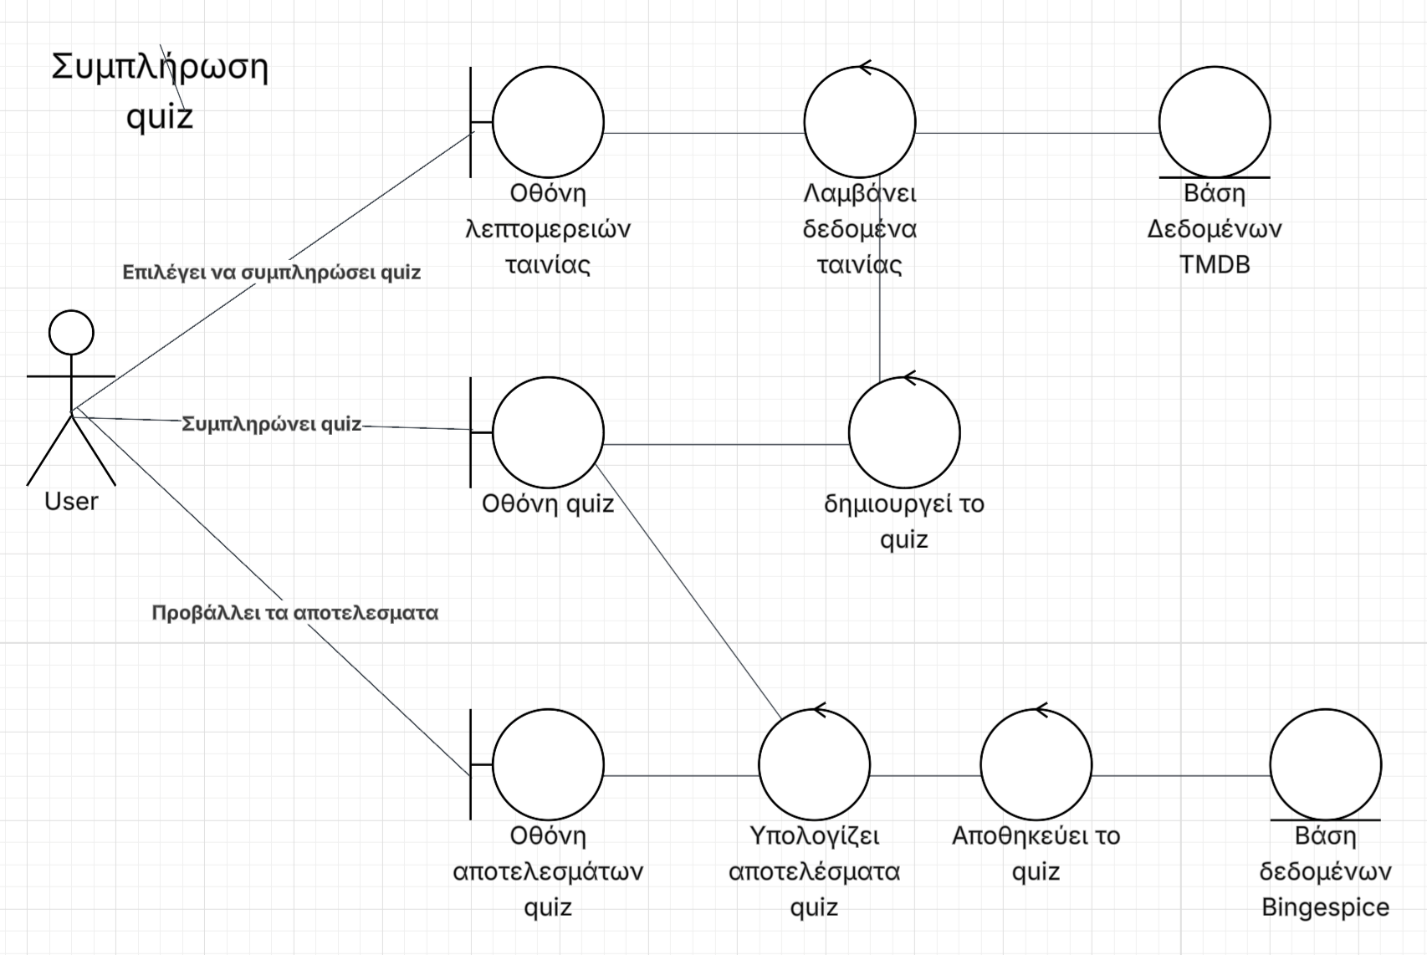 Συμπλήρωση
quiz
Οθόνη
λεπτομερειών
ταινίας
Λαμβάνει
δεδομένα
ταινίας
Βάση
Δεδομένων
TMDB
Επιλέγει να συμπληρώσει quiz
User
Συμπληρώνει quiz
Οθόνη quiz
δημιουργεί το
quiz
Προβάλλει τα αποτελεσματα
Οθόνη
αποτελεσμάτων
quiz
Υπολογίζει
αποτελέσματα
quiz
Αποθηκεύει το
quiz
Βάση
δεδομένων
Bingespice